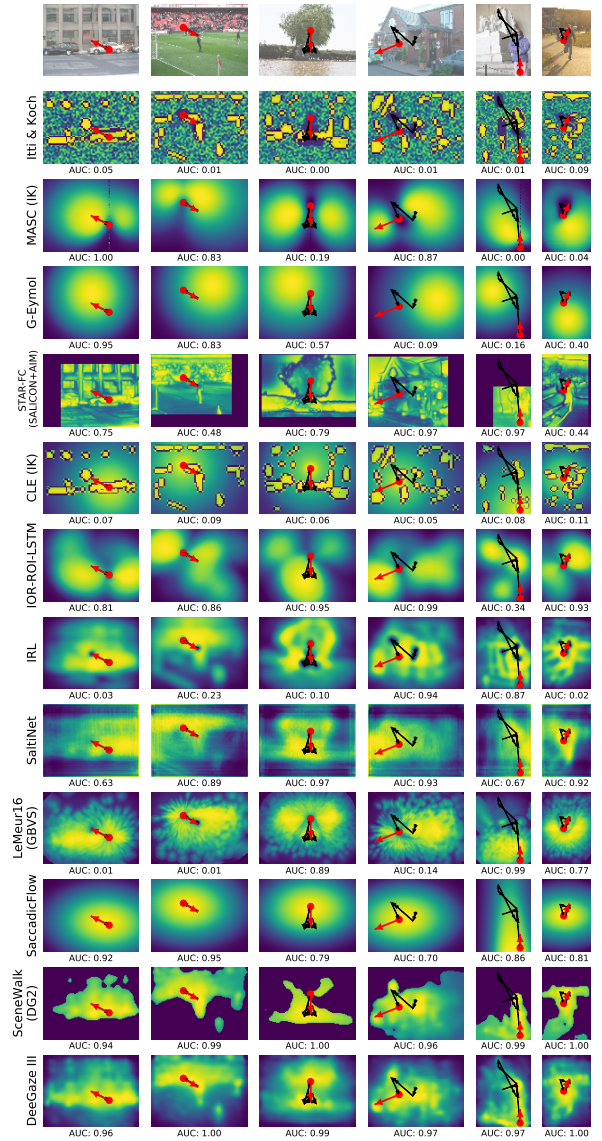 Itti & Koch
AUC: 0.05 AUC: 0.01 AUC: 0.00 AUC: 0.01 AUC: 0.01 AUC: 0.09
MASC (IK)
AUC: 1.00 AUC: 0.83 AUC: 0.19 AUC: 0.87 AUC: 0.00 AUC: 0.04
G-Eymol
AUC: 0.95 AUC: 0.83 AUC: 0.57 AUC: 0.09 AUC: 0.16 AUC: 0.40
STAR-FC
(SALICON+AIM)
AUC: 0.75 AUC: 0.48 AUC: 0.79 AUC: 0.97 AUC: 0.97 AUC: 0.44
CLE (IK)
AUC: 0.07 AUC: 0.09 AUC: 0.06 AUC: 0.05 AUC: 0.08 AUC: 0.11
IOR-ROI-LSTM
AUC: 0.81 AUC: 0.86 AUC: 0.95 AUC: 0.99 AUC: 0.34 AUC: 0.93
IRL
AUC: 0.03 AUC: 0.23 AUC: 0.10 AUC: 0.94 AUC: 0.87 AUC: 0.02
SaltiNet
AUC: 0.63 AUC: 0.89 AUC: 0.97 AUC: 0.93 AUC: 0.67 AUC: 0.92
LeMeur16
(GBVS)
AUC: 0.01 AUC: 0.01 AUC: 0.89 AUC: 0.14 AUC: 0.99 AUC: 0.77
SaccadicFlow
AUC: 0.92 AUC: 0.95 AUC: 0.79 AUC: 0.70 AUC: 0.86 AUC: 0.81
SceneWalk
(DG2)
AUC: 0.94 AUC: 0.99 AUC: 1.00 AUC: 0.96 AUC: 0.99 AUC: 1.00
DeeGaze III
AUC: 0.96 AUC: 1.00 AUC: 0.99 AUC: 0.97 AUC: 0.97 AUC: 1.00